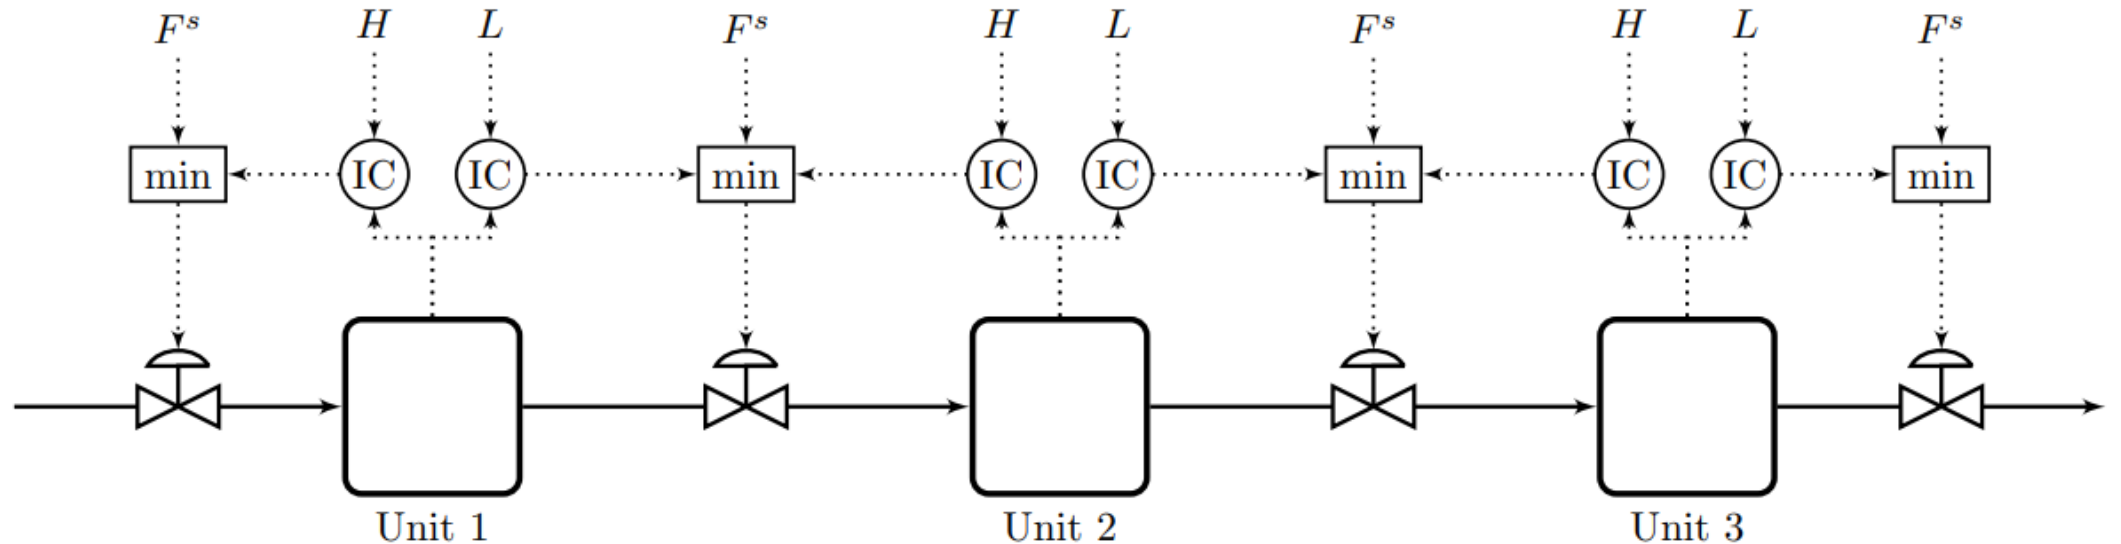 F^s H L F^s H L F^s H L F^s
min IC IC min IC IC min IC IC min
Unit 1 Unit 2 Unit 3